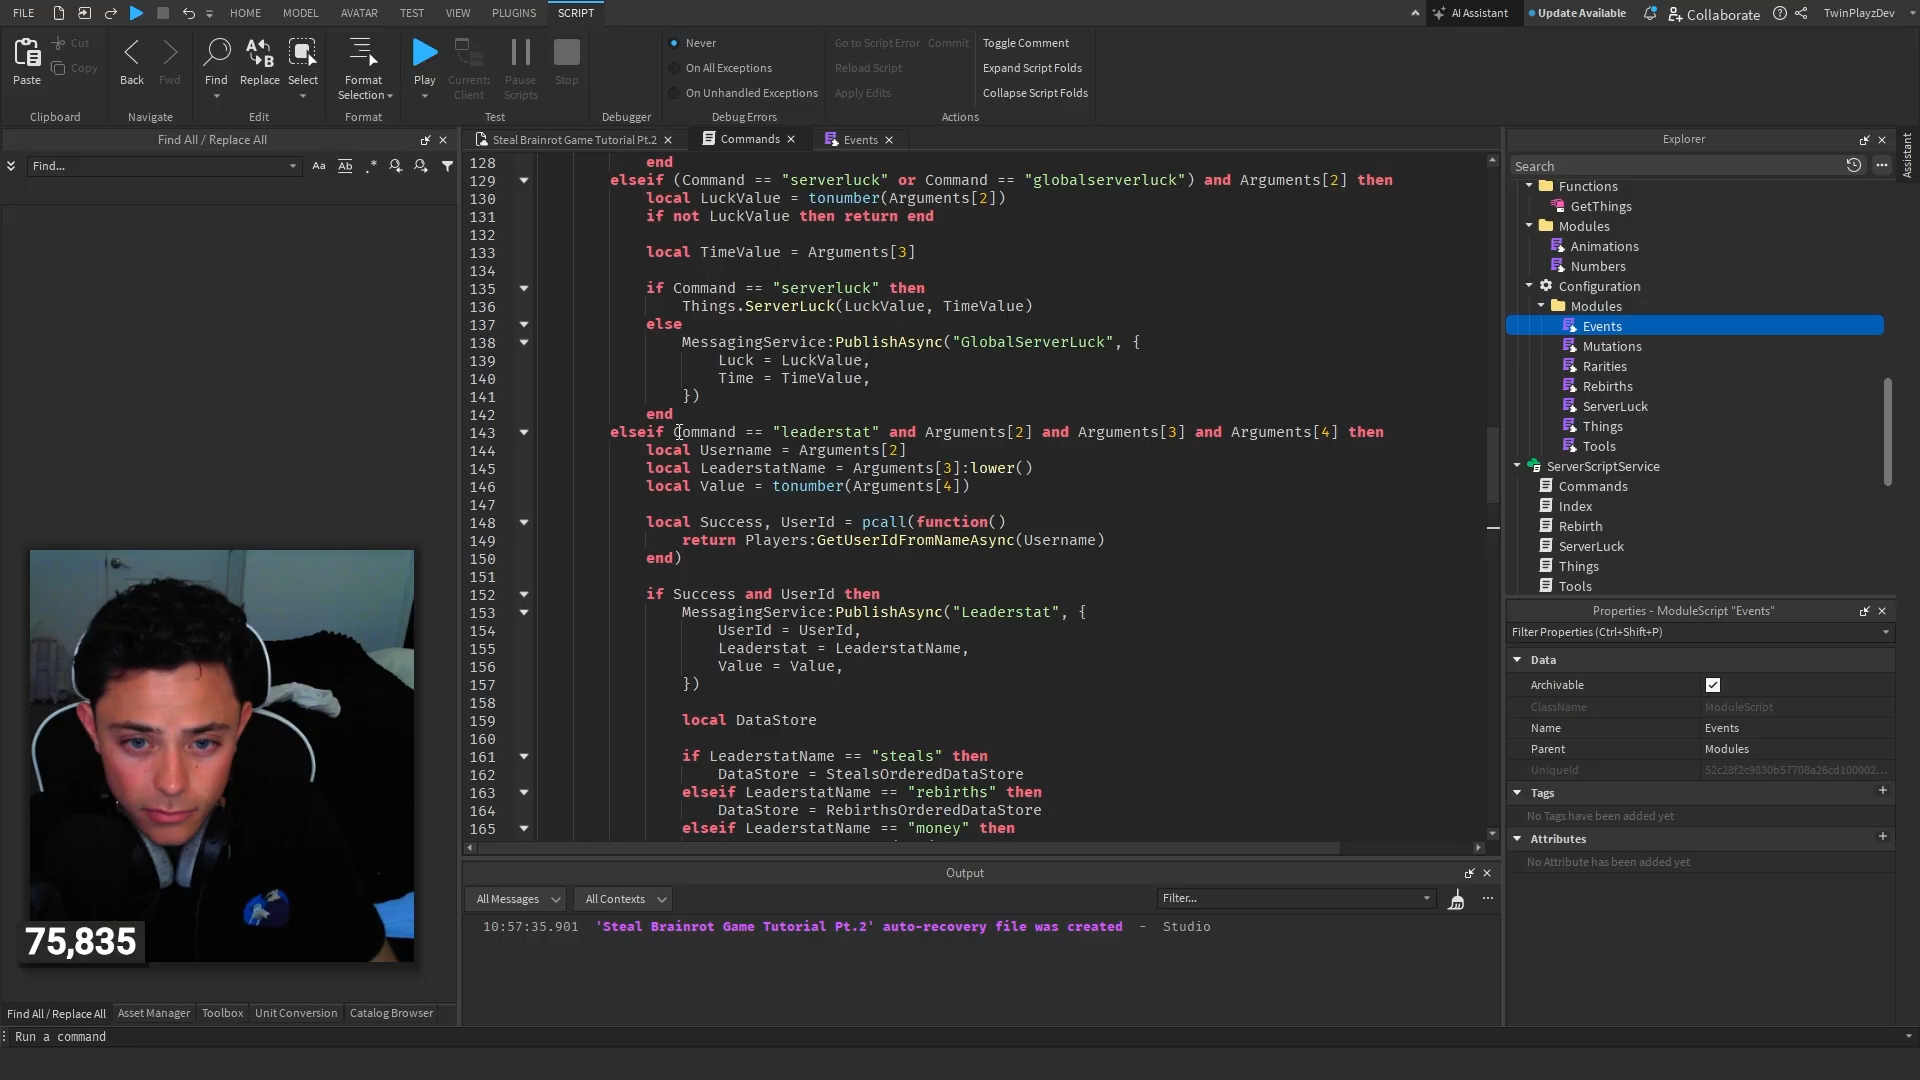 FILE
HOME
MODEL
AVATAR
TEST
VIEW
PLUGINS
SCRIPT
AI Assistant
Update Available
Collaborate
TwinPlayzDev
Paste
Cut
Copy
Clipboard
Back
Fwd
Navigate
Find
Replace
Select
Edit
Format
Selection
Format
Play
Current:
Client
Pause
Scripts
Stop
Test
Debugger
Never
On All Exceptions
On Unhandled Exceptions
Debug Errors
Go to Script Error
Commit
Reload Script
Apply Edits
Toggle Comment
Expand Script Folds
Collapse Script Folds
Actions
Find All / Replace All
Find...
Steal Brainrot Game Tutorial Pt.2
Commands
Events
128 end
129 elseif (Command == "serverluck" or Command == "globalserverluck") and Arguments[2] then
130 local LuckValue = tonumber(Arguments[2])
131 if not LuckValue then return end
132
133 local TimeValue = Arguments[3]
134
135 if Command == "serverluck" then
136 Things.ServerLuck(LuckValue, TimeValue)
137 else
138 MessagingService:PublishAsync("GlobalServerLuck", {
139 Luck = LuckValue,
140 Time = TimeValue,
141 })
142 end
143 elseif Command == "leaderstat" and Arguments[2] and Arguments[3] and Arguments[4] then
144 local Username = Arguments[2]
145 local LeaderstatName = Arguments[3]:lower()
146 local Value = tonumber(Arguments[4])
147
148 local Success, UserId = pcall(function()
149 return Players:GetUserIdFromNameAsync(Username)
150 end)
151
152 if Success and UserId then
153 MessagingService:PublishAsync("Leaderstat", {
154 UserId = UserId,
155 Leaderstat = LeaderstatName,
156 Value = Value,
157 })
158
159 local DataStore
160
161 if LeaderstatName == "steals" then
162 DataStore = StealsOrderedDataStore
163 elseif LeaderstatName == "rebirths" then
164 DataStore = RebirthsOrderedDataStore
165 elseif LeaderstatName == "money" then
Explorer
Search
Functions
GetThings
Modules
Animations
Numbers
Configuration
Modules
Events
Mutations
Rarities
Rebirths
ServerLuck
Things
Tools
ServerScriptService
Commands
Index
Rebirth
ServerLuck
Things
Tools
Assistant
Properties - ModuleScript "Events"
Filter Properties (Ctrl+Shift+P)
Data
Archivable
ClassName ModuleScript
Name Events
Parent Modules
UniqueId 52c28f2c9830b57708a26cd100002...
Tags
No Tags have been added yet
Attributes
No Attribute has been added yet
75,835
Output
All Messages
All Contexts
Filter...
10:57:35.901 'Steal Brainrot Game Tutorial Pt.2' auto-recovery file was created - Studio
Find All / Replace All
Asset Manager
Toolbox
Unit Conversion
Catalog Browser
Run a command